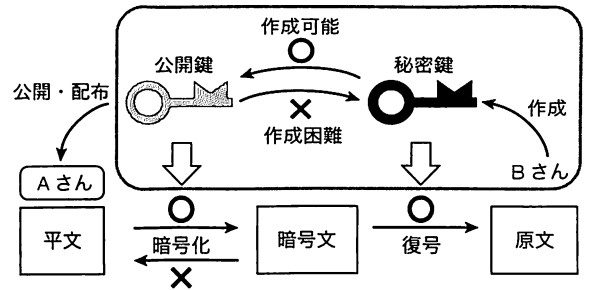 作成可能
公開鍵
秘密鍵
公開・配布
作成困難
作成
Aさん
Bさん
平文
暗号化
暗号文
復号
原文